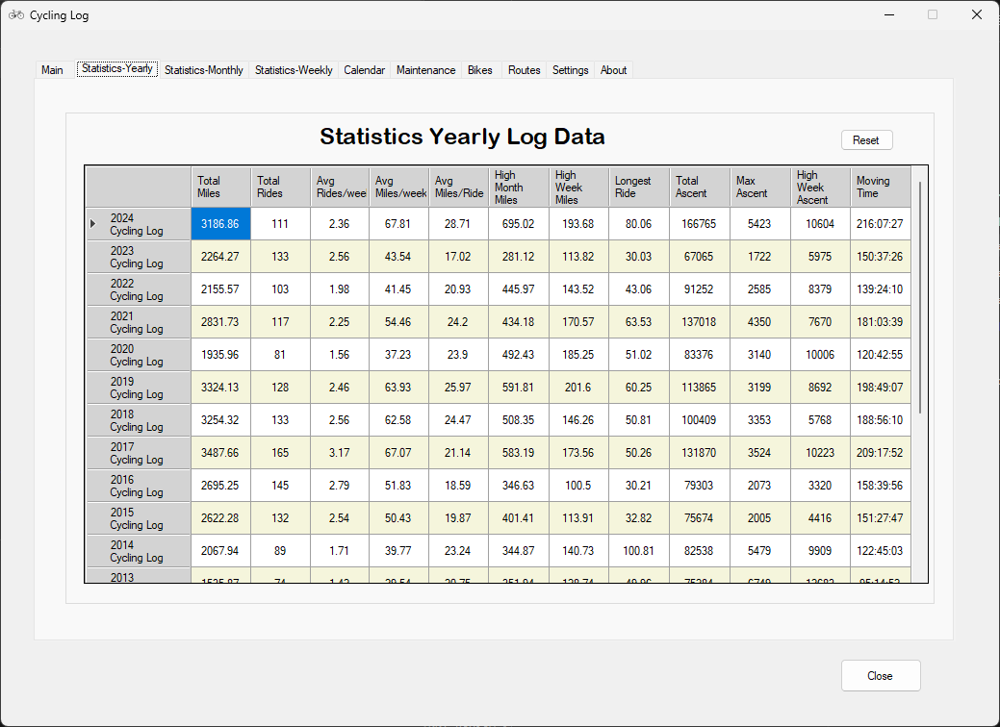 Cycling Log
Main Statistics-Yearly Statistics-Monthly Statistics-Weekly Calendar Maintenance Bikes Routes Settings About
Statistics Yearly Log Data
Reset
Total Miles Total Rides Avg Rides/wee Avg Miles/week Avg Miles/Ride High Month Miles High Week Miles Longest Ride Total Ascent Max Ascent High Week Ascent Moving Time
2024 Cycling Log 3186.86 111 2.36 67.81 28.71 695.02 193.68 80.06 166765 5423 10604 216:07:27
2023 Cycling Log 2264.27 133 2.56 43.54 17.02 281.12 113.82 30.03 67065 1722 5975 150:37:26
2022 Cycling Log 2155.57 103 1.98 41.45 20.93 445.97 143.52 43.06 91252 2585 8379 139:24:10
2021 Cycling Log 2831.73 117 2.25 54.46 24.2 434.18 170.57 63.53 137018 4350 7670 181:03:39
2020 Cycling Log 1935.96 81 1.56 37.23 23.9 492.43 185.25 51.02 83376 3140 10006 120:42:55
2019 Cycling Log 3324.13 128 2.46 63.93 25.97 591.81 201.6 60.25 113865 3199 8692 198:49:07
2018 Cycling Log 3254.32 133 2.56 62.58 24.47 508.35 146.26 50.81 100409 3353 5768 188:56:10
2017 Cycling Log 3487.66 165 3.17 67.07 21.14 583.19 173.56 50.26 131870 3524 10223 209:17:52
2016 Cycling Log 2695.25 145 2.79 51.83 18.59 346.63 100.5 30.21 79303 2073 3320 158:39:56
2015 Cycling Log 2622.28 132 2.54 50.43 19.87 401.41 113.91 32.82 75674 2005 4416 151:27:47
2014 Cycling Log 2067.94 89 1.71 39.77 23.24 344.87 140.73 100.81 82538 5479 9909 122:45:03
2013
Close